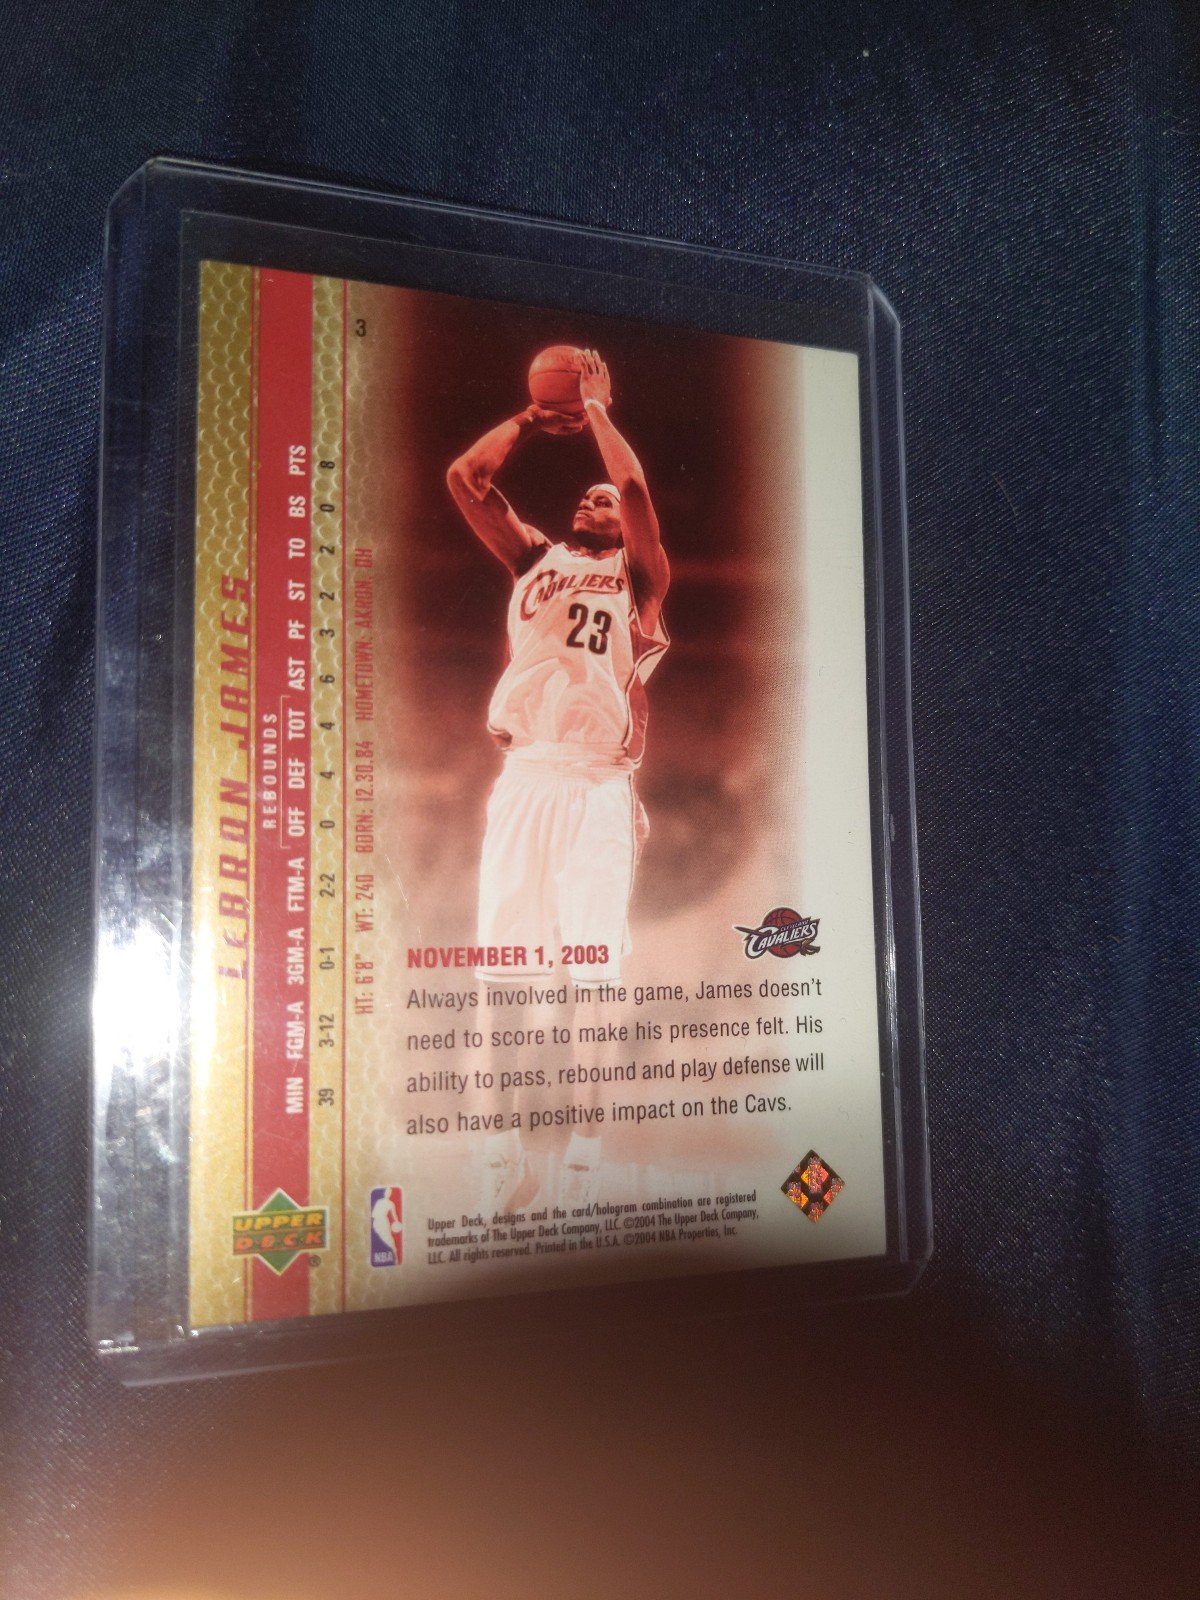 3
CAVALIERS
23
LEBRON JAMES
REBOUNDS
MIN FGM-A 3GM-A FTM-A OFF DEF TOT AST PF ST TO BS PTS
39 3-12 0-1 2-2 0 4 4 6 3 2 2 0 8
HT: 6'8" WT: 240 BORN: 12.30.84 HOMETOWN: AKRON, OH
CLEVELAND
CAVALIERS
NOVEMBER 1, 2003
Always involved in the game, James doesn't
need to score to make his presence felt. His
ability to pass, rebound and play defense will
also have a positive impact on the Cavs.
UPPER
DECK
®
NBA
Upper Deck, designs and the card/hologram combination are registered
trademarks of The Upper Deck Company, LLC. ©2004 The Upper Deck Company,
LLC. All rights reserved. Printed in the U.S.A. ©2004 NBA Properties, Inc.